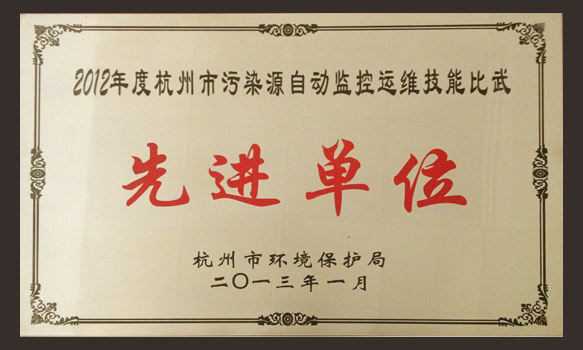 2012年度杭州市污染源自动监控运维技能比武
先进单位
杭州市环境保护局
二〇一三年一月